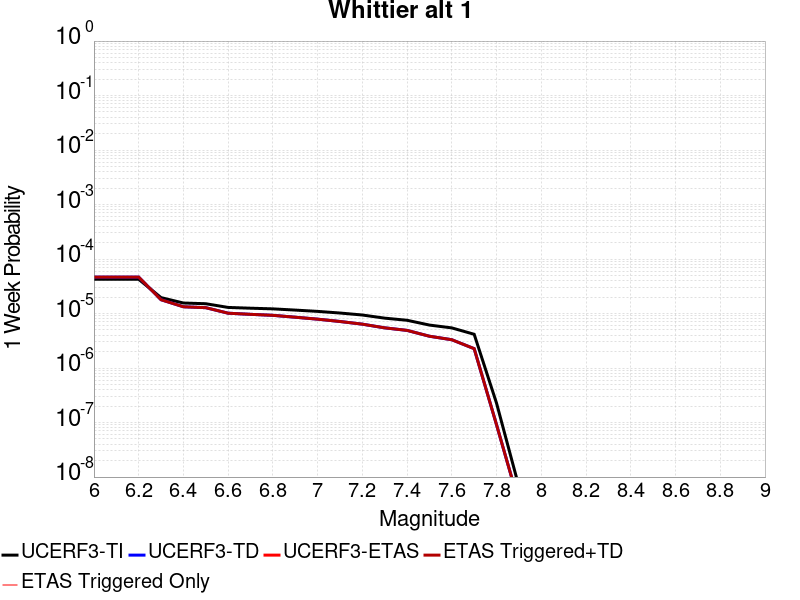 Whittier alt 1
10^0
10^-1
10^-2
10^-3
10^-4
10^-5
10^-6
10^-7
10^-8
1 Week Probability
6 6.2 6.4 6.6 6.8 7 7.2 7.4 7.6 7.8 8 8.2 8.4 8.6 8.8 9
Magnitude
UCERF3-TI UCERF3-TD UCERF3-ETAS ETAS Triggered+TD
ETAS Triggered Only